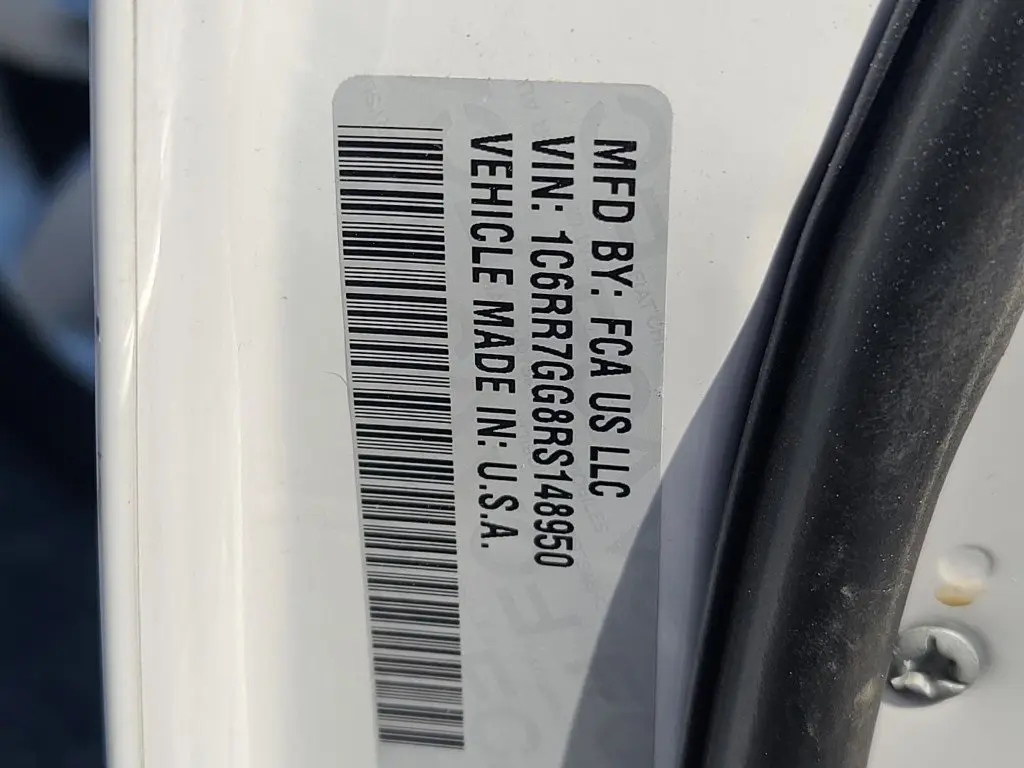 MFD BY: FCA US LLC
VIN: 1C6RR7GG8RS148950
VEHICLE MADE IN: U.S.A.